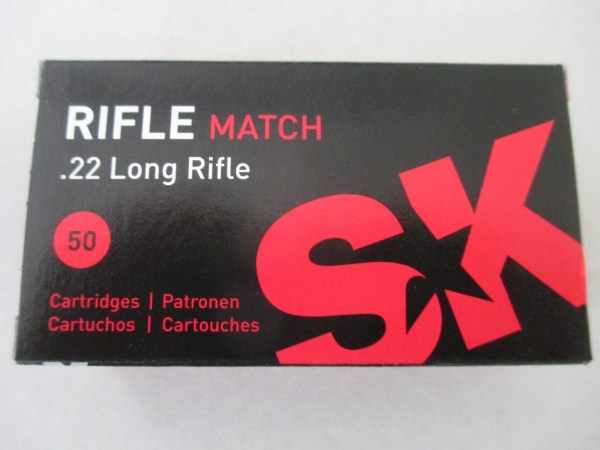 RIFLE MATCH
.22 Long Rifle
SK
50
Cartridges | Patronen
Cartuchos | Cartouches